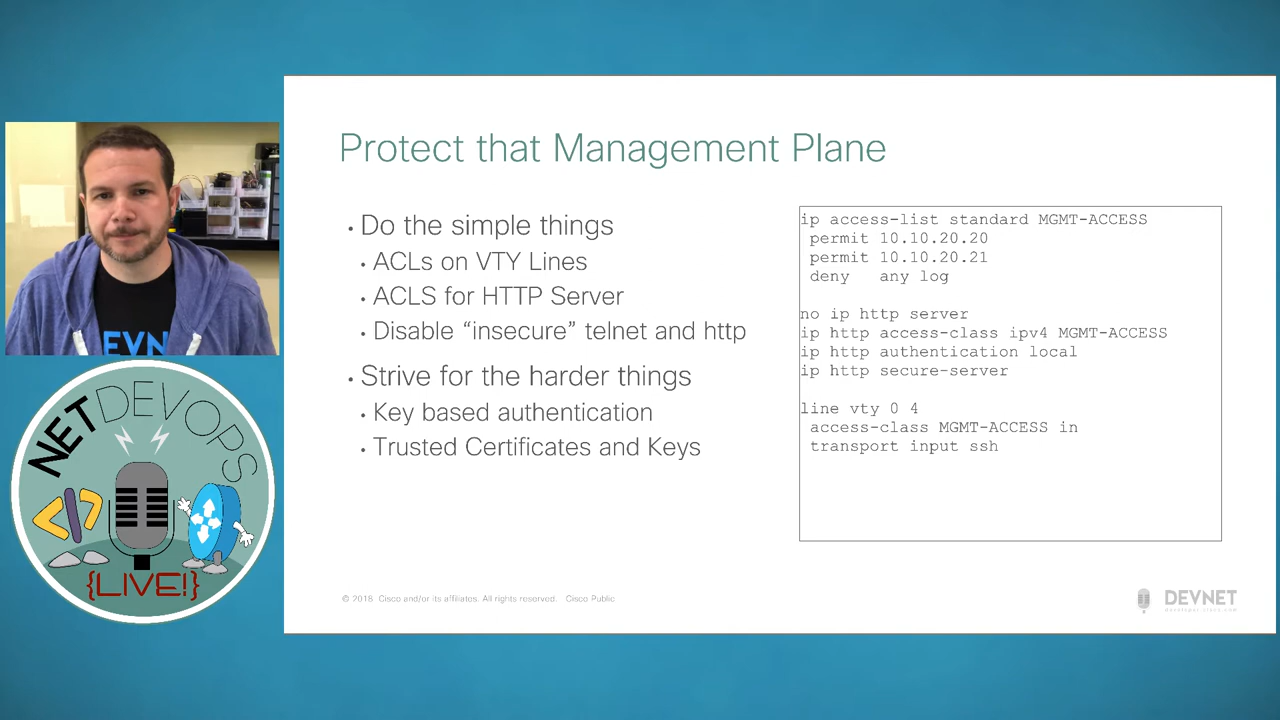 Protect that Management Plane
• Do the simple things
• ACLs on VTY Lines
• ACLS for HTTP Server
• Disable “insecure” telnet and http
• Strive for the harder things
• Key based authentication
• Trusted Certificates and Keys
ip access-list standard MGMT-ACCESS
permit 10.10.20.20
permit 10.10.20.21
deny   any log
no ip http server
ip http access-class ipv4 MGMT-ACCESS
ip http authentication local
ip http secure-server
line vty 0 4
access-class MGMT-ACCESS in
transport input ssh
EVN
NETDEVOPS
</>
{LIVE!}
© 2018 Cisco and/or its affiliates. All rights reserved. Cisco Public
DEVNET